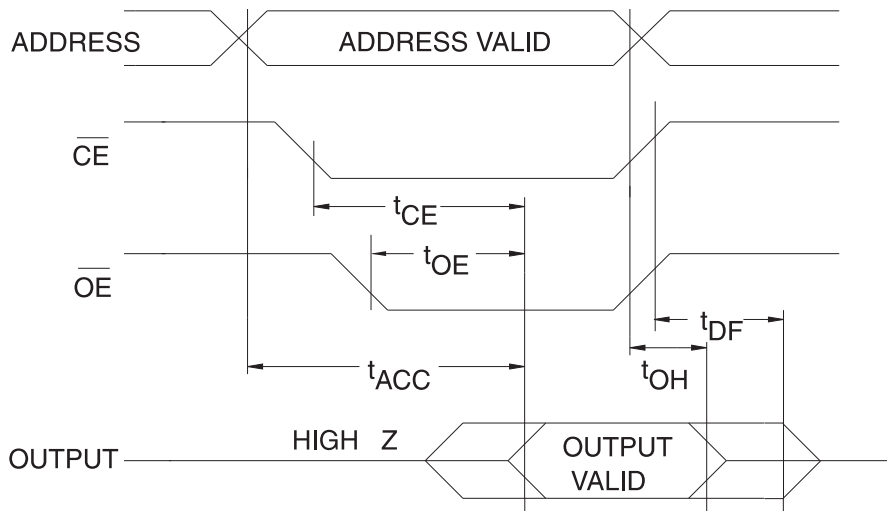 ADDRESS
ADDRESS VALID
CE
tCE
tOE
OE
tDF
tACC
tOH
HIGH Z
OUTPUT
OUTPUT
VALID